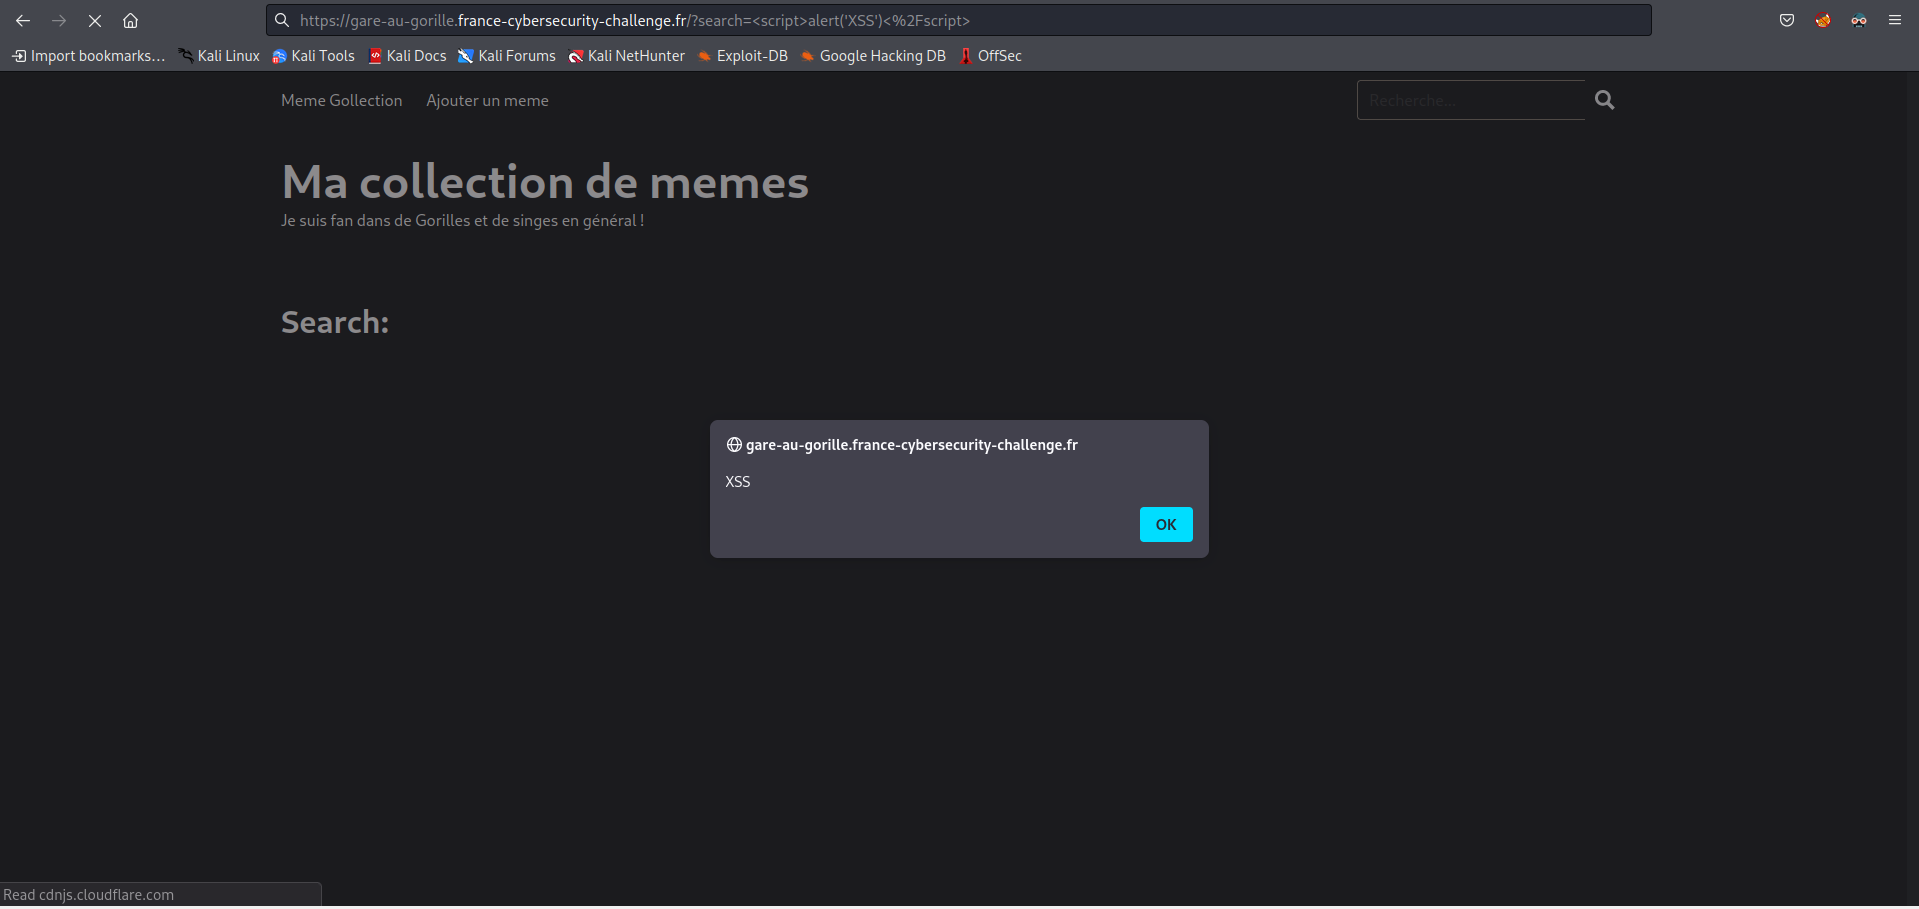 https://gare-au-gorille.france-cybersecurity-challenge.fr/?search=<script>alert('XSS')<%2Fscript>
Import bookmarks... Kali Linux Kali Tools Kali Docs Kali Forums Kali NetHunter Exploit-DB Google Hacking DB OffSec
Meme Gollection Ajouter un meme Recherche...
Ma collection de memes
Je suis fan dans de Gorilles et de singes en général !
Search:
gare-au-gorille.france-cybersecurity-challenge.fr
XSS
OK
Read cdnjs.cloudflare.com